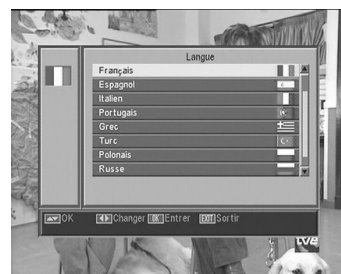 Langue
Français
Espagnol
Italien
Portugais
Grec
Turc
Polonais
Russe
OK Changer OK Entrer EXIT Sortir
tve